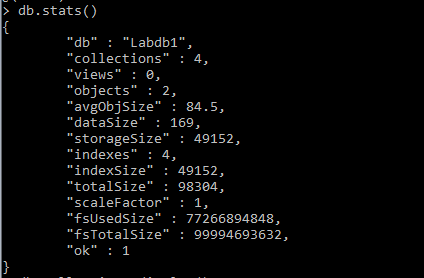 > db.stats()
{
"db" : "Labdb1",
"collections" : 4,
"views" : 0,
"objects" : 2,
"avgObjSize" : 84.5,
"dataSize" : 169,
"storageSize" : 49152,
"indexes" : 4,
"indexSize" : 49152,
"totalSize" : 98304,
"scaleFactor" : 1,
"fsUsedSize" : 77266894848,
"fsTotalSize" : 99994693632,
"ok" : 1
}